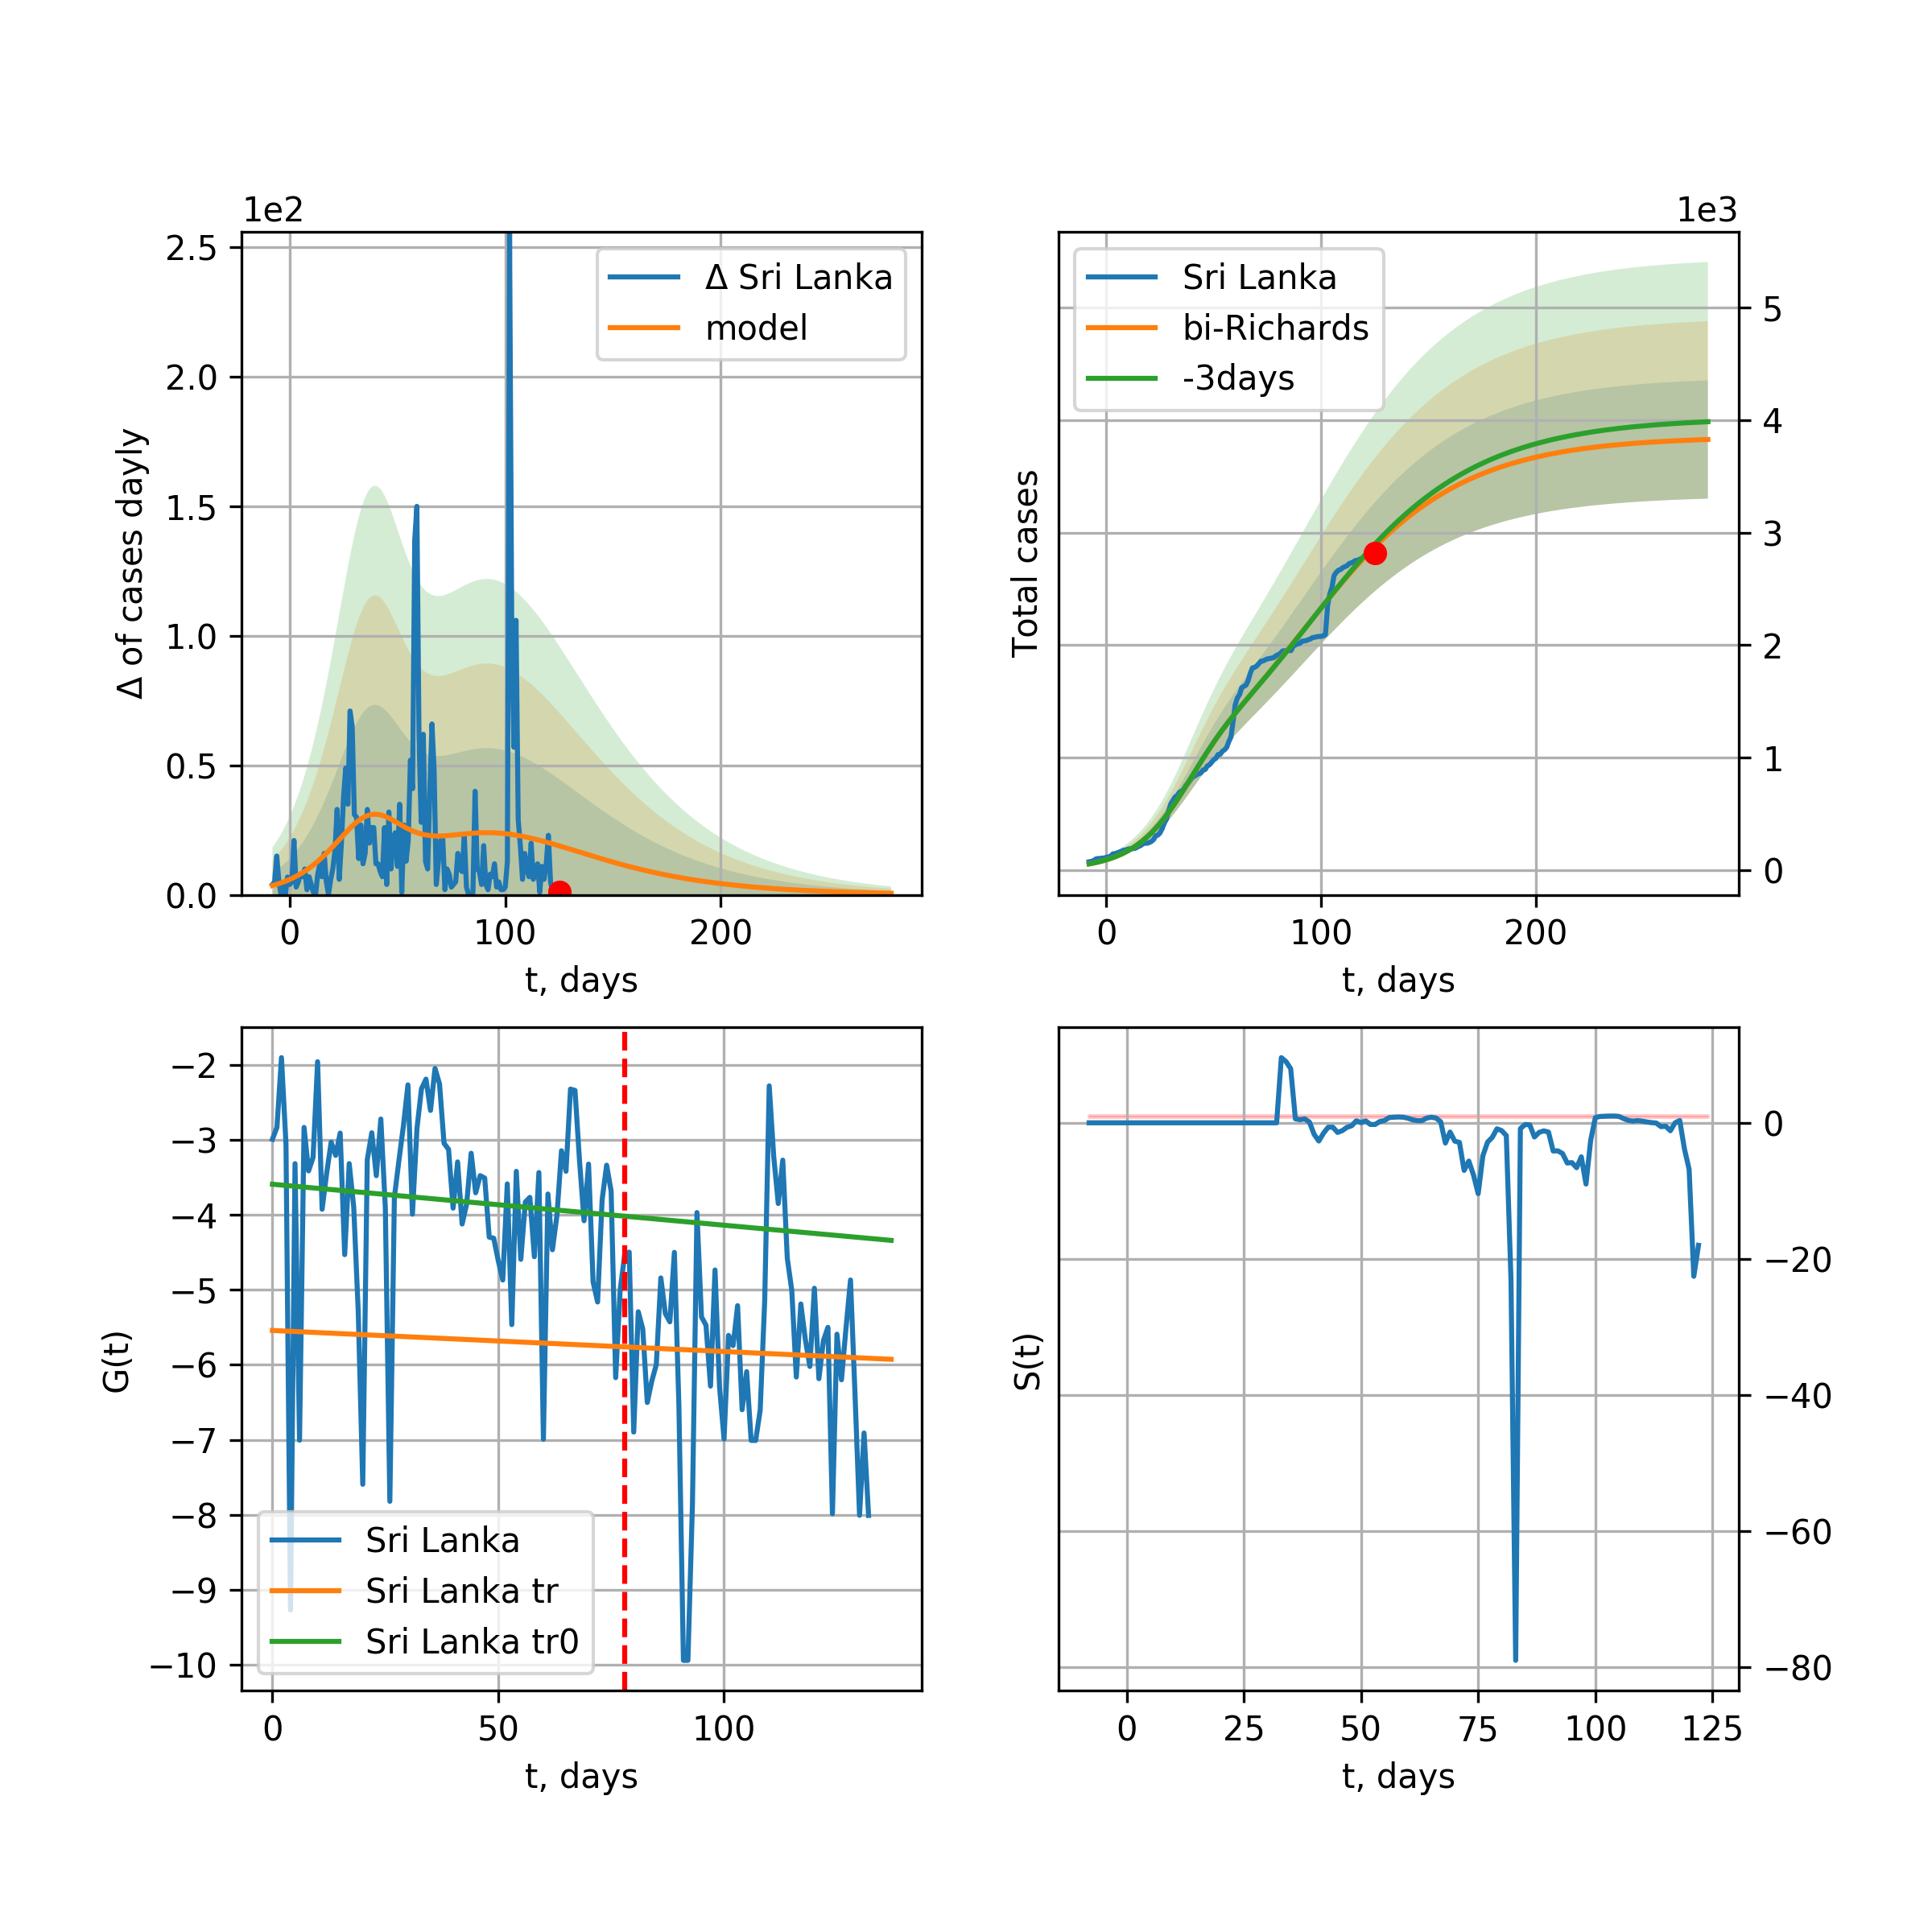 1e2
2.5
2.0
1.5
1.0
0.5
0.0
Δ of cases dayly
Δ Sri Lanka
model
0 100 200
t, days
1e3
Sri Lanka
bi-Richards
-3days
Total cases
5
4
3
2
1
0
0 100 200
t, days
−2
−3
−4
−5
−6
−7
−8
−9
−10
G(t)
Sri Lanka
Sri Lanka tr
Sri Lanka tr0
0 50 100
t, days
S(t)
0
−20
−40
−60
−80
0 25 50 75 100 125
t, days